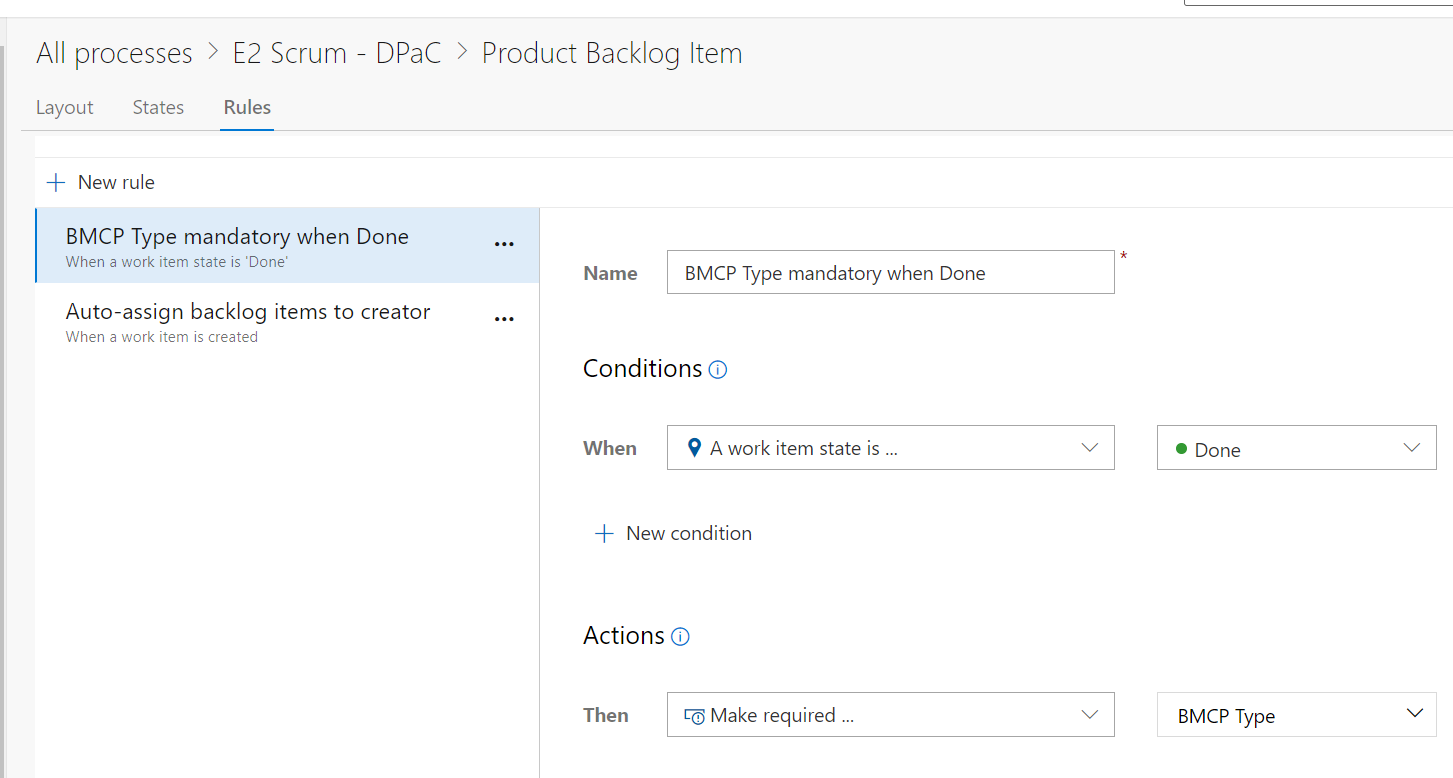 All processes > E2 Scrum - DPaC > Product Backlog Item
Layout States Rules
+ New rule
BMCP Type mandatory when Done ...
When a work item state is 'Done'
Auto-assign backlog items to creator ...
When a work item is created
Name BMCP Type mandatory when Done *
Conditions
When A work item state is ... Done
+ New condition
Actions
Then Make required ... BMCP Type